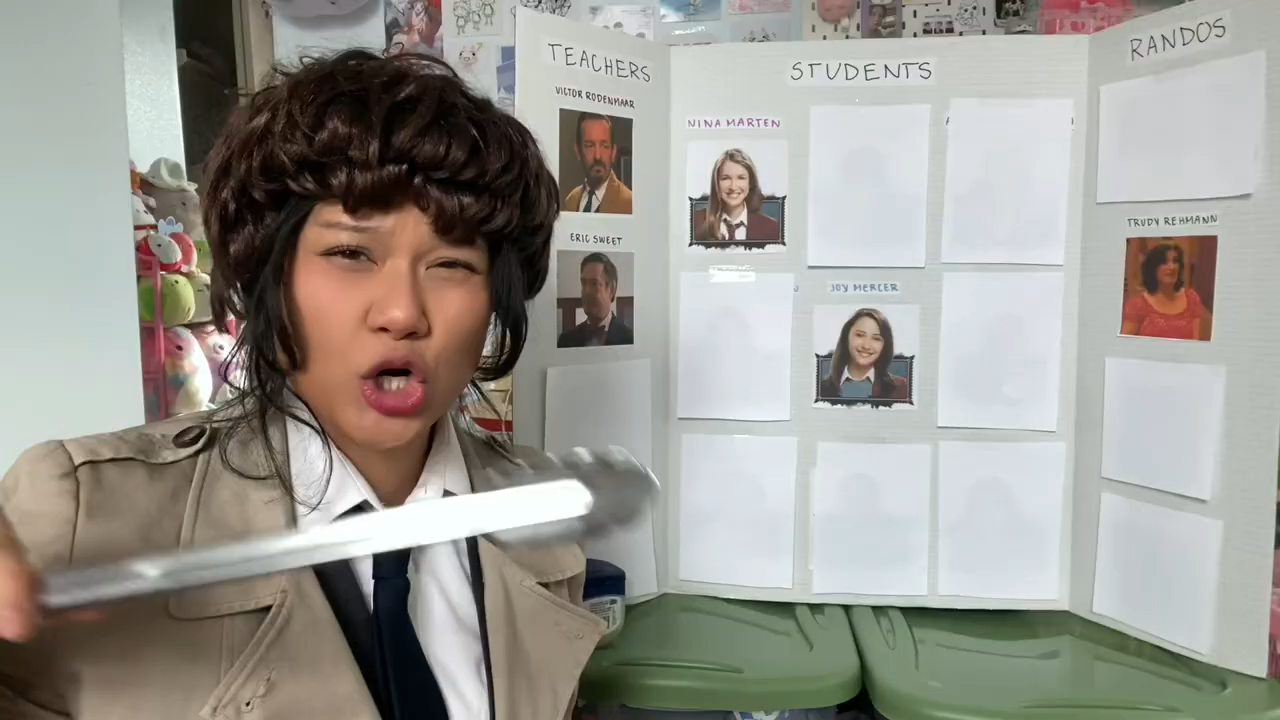 TEACHERS
VICTOR RODENMAAR
ERIC SWEET
STUDENTS
NINA MARTEN
JOY MERCER
RANDOS
TRUDY REHMANN